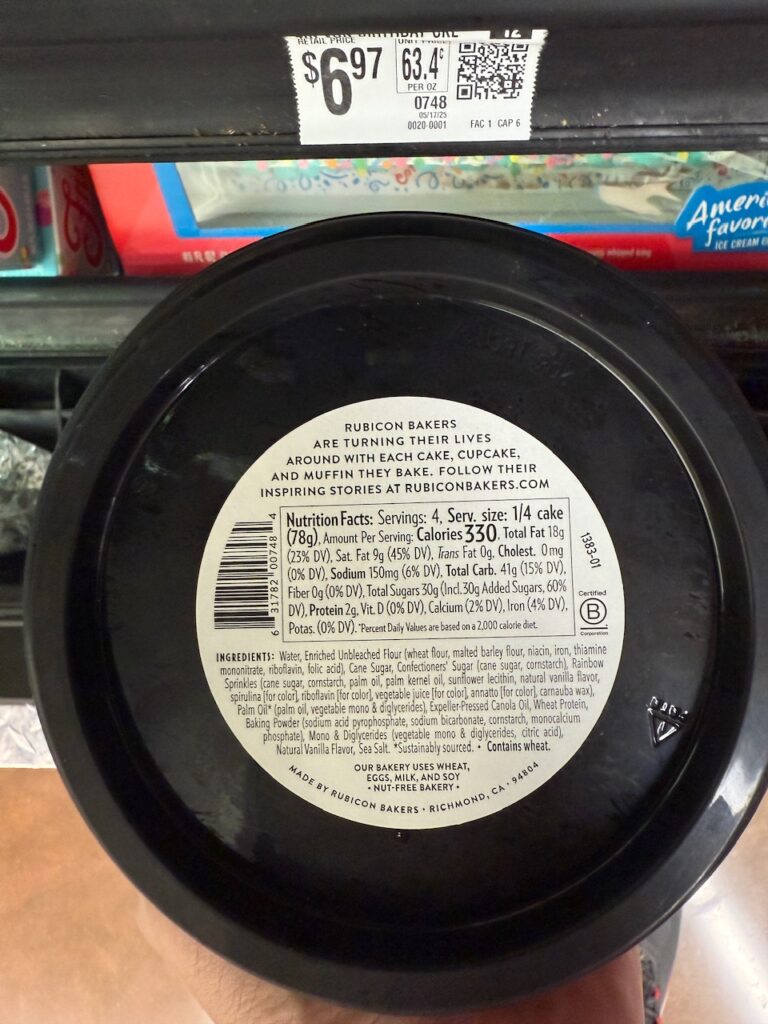 RETAIL PRICE
UNIT PRICE
12
$6.97
63.4¢
PER OZ
0748
05/17/25
0020-0001
FAC 1 CAP 6
Ameri
favori
ICE CREAM
RUBICON BAKERS
ARE TURNING THEIR LIVES
AROUND WITH EACH CAKE, CUPCAKE,
AND MUFFIN THEY BAKE. FOLLOW THEIR
INSPIRING STORIES AT RUBICONBAKERS.COM
Nutrition Facts: Servings: 4, Serv. size: 1/4 cake
(78g), Amount Per Serving: Calories 330, Total Fat 18g
(23% DV), Sat. Fat 9g (45% DV), Trans Fat 0g, Cholest. 0mg
(0% DV), Sodium 150mg (6% DV), Total Carb. 41g (15% DV),
Fiber 0g (0% DV), Total Sugars 30g (Incl. 30g Added Sugars, 60%
DV), Protein 2g, Vit. D (0% DV), Calcium (2% DV), Iron (4% DV),
Potas. (0% DV). *Percent Daily Values are based on a 2,000 calorie diet.
6 31782 00748 4
1383-01
Certified
B
Corporation
INGREDIENTS: Water, Enriched Unbleached Flour (wheat flour, malted barley flour, niacin, iron, thiamine
mononitrate, riboflavin, folic acid), Cane Sugar, Confectioners' Sugar (cane sugar, cornstarch), Rainbow
Sprinkles (cane sugar, cornstarch, palm oil, palm kernel oil, sunflower lecithin, natural vanilla flavor,
spirulina [for color], riboflavin [for color], vegetable juice [for color], annatto [for color], carnauba wax),
Palm Oil* (palm oil, vegetable mono & diglycerides), Expeller-Pressed Canola Oil, Wheat Protein,
Baking Powder (sodium acid pyrophosphate, sodium bicarbonate, cornstarch, monocalcium
phosphate), Mono & Diglycerides (vegetable mono & diglycerides, citric acid),
Natural Vanilla Flavor, Sea Salt. *Sustainably sourced. • Contains wheat.
OUR BAKERY USES WHEAT,
EGGS, MILK, AND SOY
• NUT-FREE BAKERY •
MADE BY RUBICON BAKERS • RICHMOND, CA • 94804